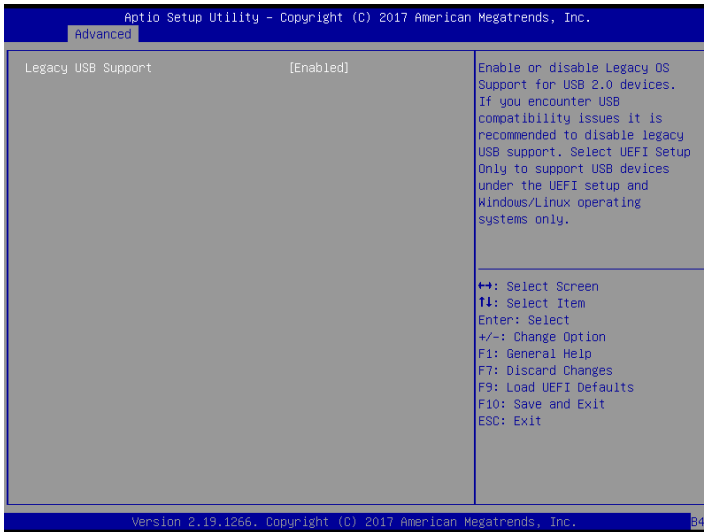 Aptio Setup Utility – Copyright (C) 2017 American Megatrends, Inc.
Advanced
Legacy USB Support [Enabled]
Enable or disable Legacy OS
Support for USB 2.0 devices.
If you encounter USB
compatibility issues it is
recommended to disable legacy
USB support. Select UEFI Setup
Only to support USB devices
under the UEFI setup and
Windows/Linux operating
systems only.
↔: Select Screen
↑↓: Select Item
Enter: Select
+/-: Change Option
F1: General Help
F7: Discard Changes
F9: Load UEFI Defaults
F10: Save and Exit
ESC: Exit
Version 2.19.1266. Copyright (C) 2017 American Megatrends, Inc.
B4